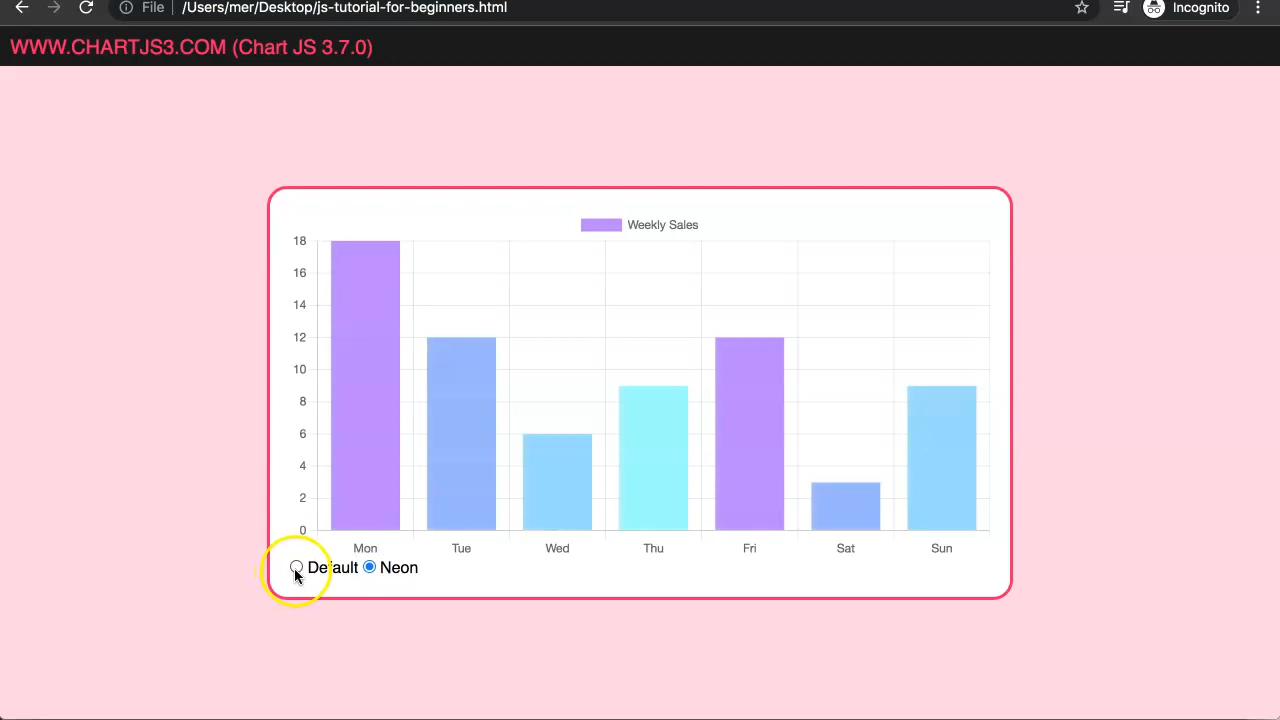 File /Users/mer/Desktop/js-tutorial-for-beginners.html Incognito
WWW.CHARTJS3.COM (Chart JS 3.7.0)
Weekly Sales
18
16
14
12
10
8
6
4
2
0
Mon Tue Wed Thu Fri Sat Sun
Default Neon